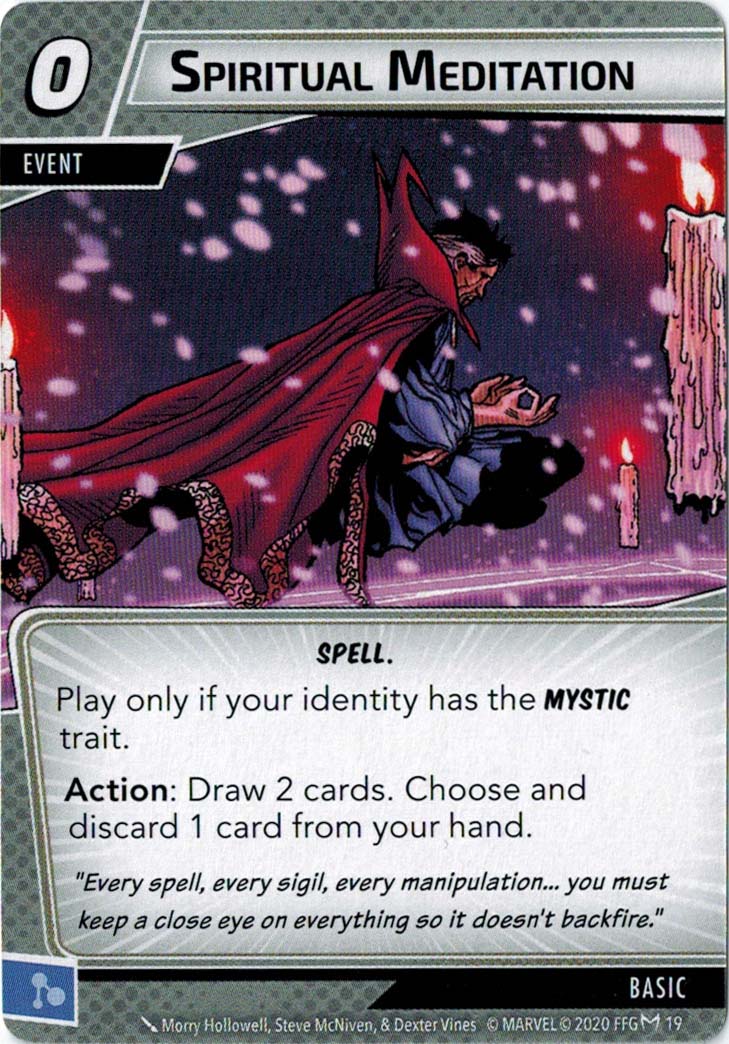 0
SPIRITUAL MEDITATION
EVENT
SPELL.
Play only if your identity has the MYSTIC
trait.
Action: Draw 2 cards. Choose and
discard 1 card from your hand.
"Every spell, every sigil, every manipulation... you must
keep a close eye on everything so it doesn't backfire."
BASIC
Morry Hollowell, Steve McNiven, & Dexter Vines © MARVEL © 2020 FFG 19